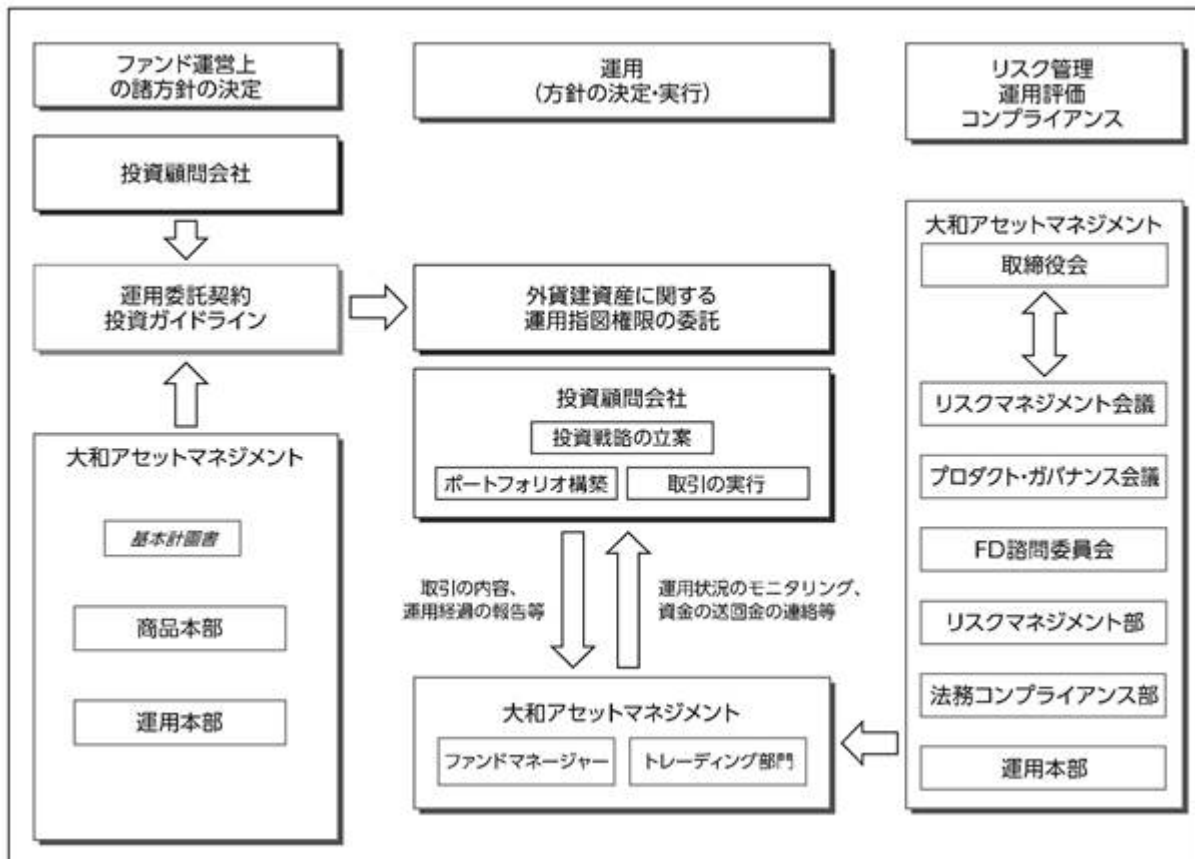 ファンド運営上
の諸方針の決定
投資顧問会社
運用委託契約
投資ガイドライン
大和アセットマネジメント
基本計画書
商品本部
運用本部
運用
(方針の決定・実行)
外貨建資産に関する
運用指図権限の委託
投資顧問会社
投資戦略の立案
ポートフォリオ構築
取引の実行
取引の内容、
運用経過の報告等
運用状況のモニタリング、
資金の送回金の連絡等
大和アセットマネジメント
ファンドマネージャー
トレーディング部門
リスク管理
運用評価
コンプライアンス
大和アセットマネジメント
取締役会
リスクマネジメント会議
プロダクト・ガバナンス会議
FD諮問委員会
リスクマネジメント部
法務コンプライアンス部
運用本部